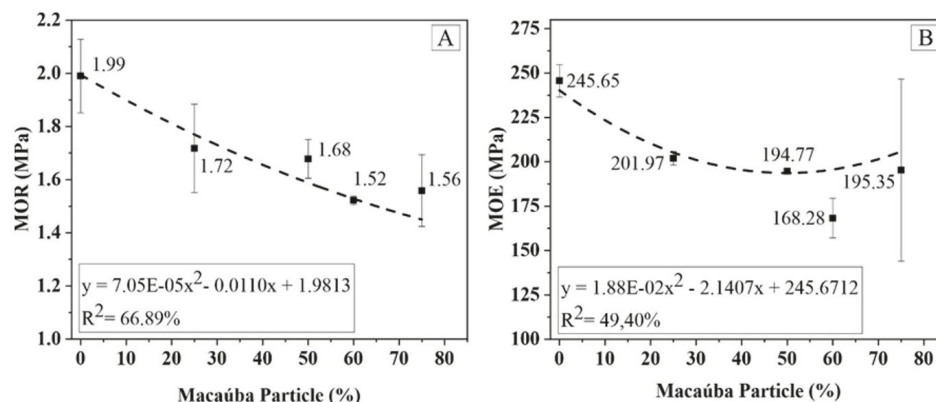 A
2.2
2.0
1.8
1.6
1.4
1.2
1.0
MOR (MPa)
1.99
1.72
1.68
1.52
1.56
y = 7.05E-05x²- 0.0110x + 1.9813
R²= 66,89%
0 10 20 30 40 50 60 70 80
Macaúba Particle (%)
B
275
250
225
200
175
150
125
100
MOE (MPa)
245.65
201.97
194.77
168.28
195.35
y = 1.88E-02x² - 2.1407x + 245.6712
R²= 49,40%
0 10 20 30 40 50 60 70 80
Macaúba Particle (%)